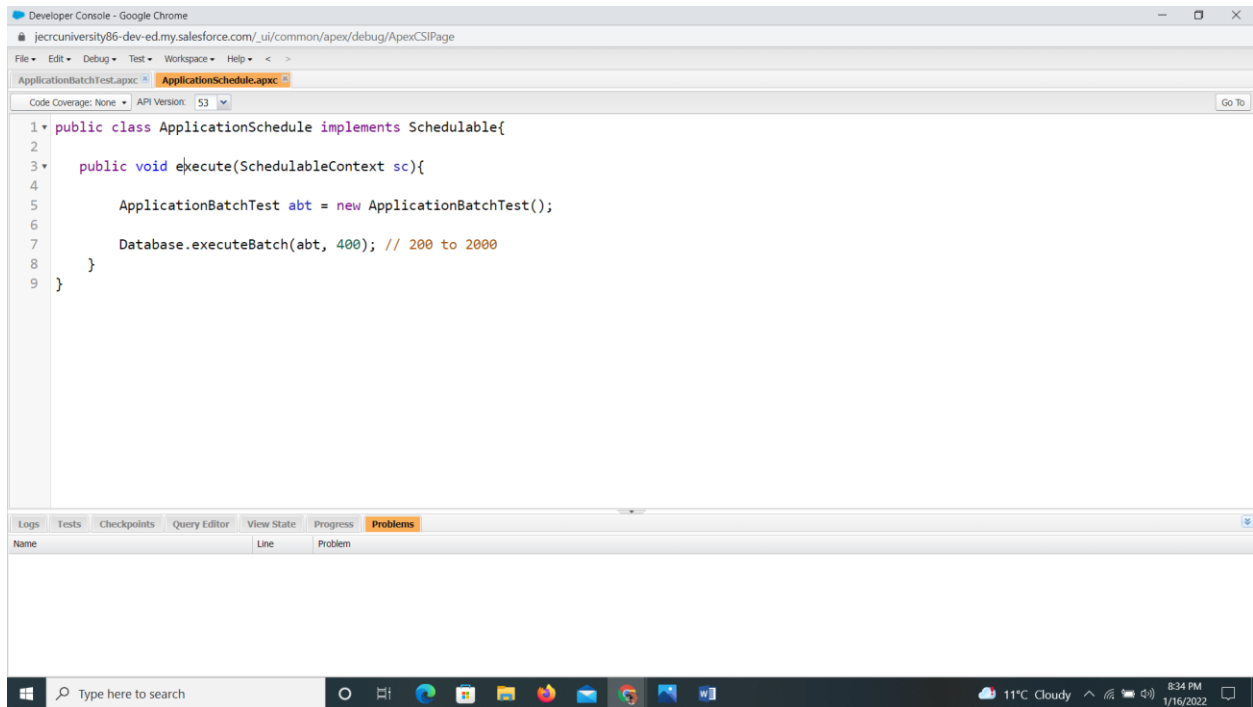 Developer Console - Google Chrome
jecrcuniversity86-dev-ed.my.salesforce.com/_ui/common/apex/debug/ApexCSIPage
File Edit Debug Test Workspace Help < >
ApplicationBatchTest.apxc ApplicationSchedule.apxc
Code Coverage: None API Version: 53 Go To
1 public class ApplicationSchedule implements Schedulable{
2
3 public void execute(SchedulableContext sc){
4
5 ApplicationBatchTest abt = new ApplicationBatchTest();
6
7 Database.executeBatch(abt, 400); // 200 to 2000
8 }
9 }
Logs Tests Checkpoints Query Editor View State Progress Problems
Name Line Problem
Type here to search 11°C Cloudy 8:34 PM
1/16/2022